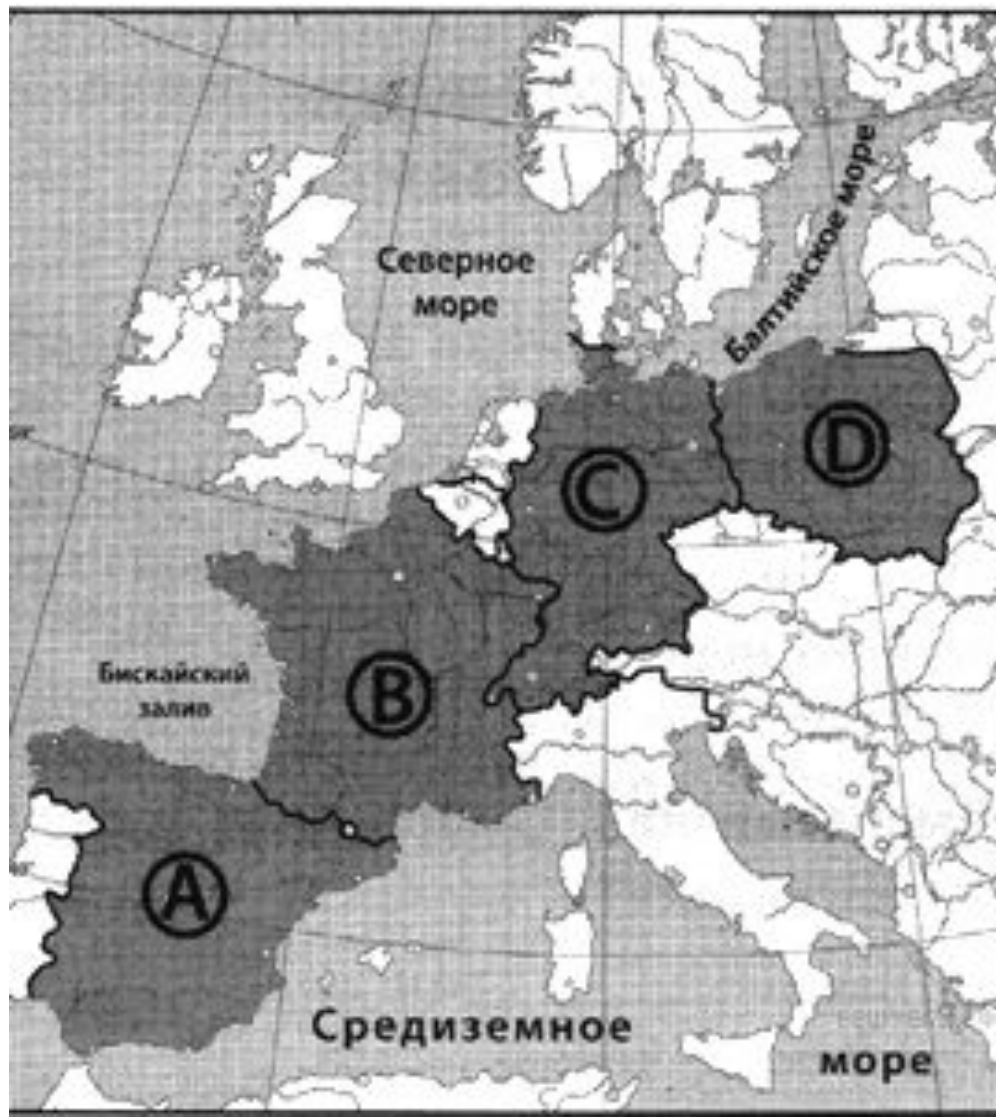 Северное
море
Балтийское море
D
C
Бискайский
залив
B
A
Средиземное
море